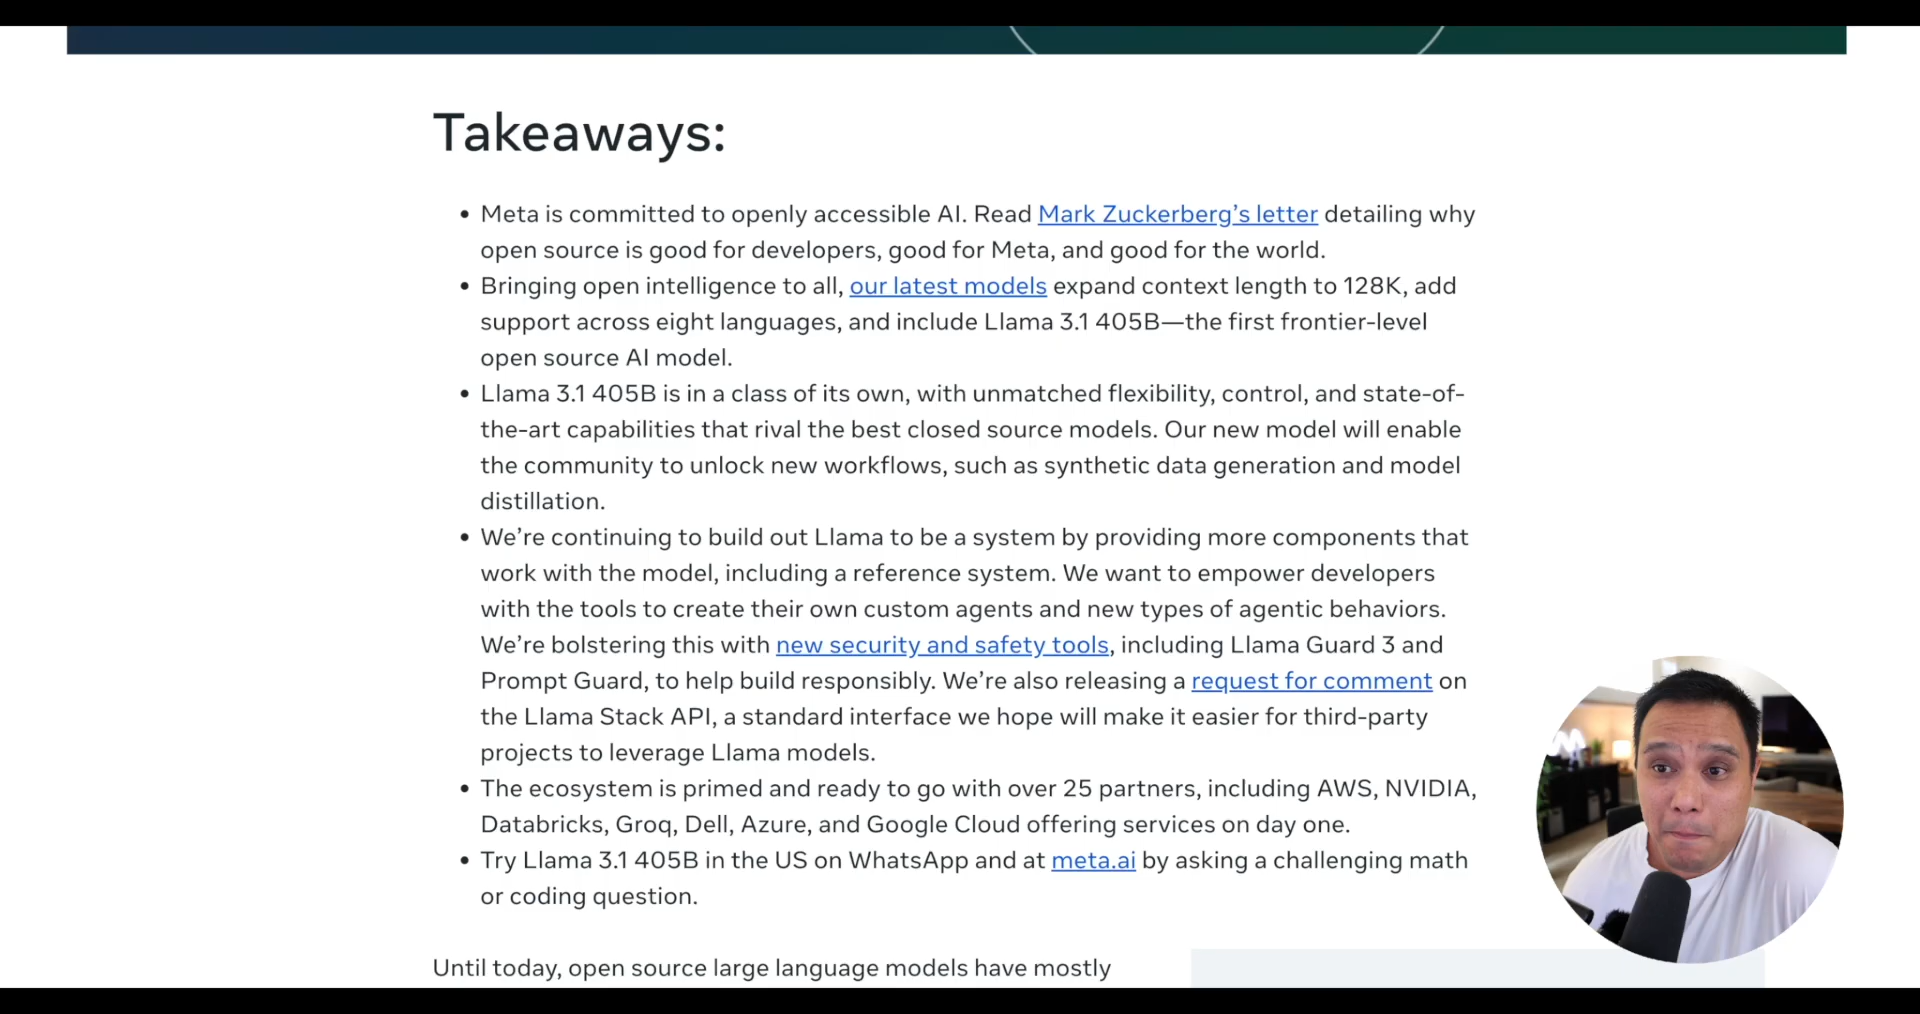 Takeaways:
• Meta is committed to openly accessible AI. Read Mark Zuckerberg’s letter detailing why
open source is good for developers, good for Meta, and good for the world.
• Bringing open intelligence to all, our latest models expand context length to 128K, add
support across eight languages, and include Llama 3.1 405B—the first frontier-level
open source AI model.
• Llama 3.1 405B is in a class of its own, with unmatched flexibility, control, and state-of-
the-art capabilities that rival the best closed source models. Our new model will enable
the community to unlock new workflows, such as synthetic data generation and model
distillation.
• We’re continuing to build out Llama to be a system by providing more components that
work with the model, including a reference system. We want to empower developers
with the tools to create their own custom agents and new types of agentic behaviors.
We’re bolstering this with new security and safety tools, including Llama Guard 3 and
Prompt Guard, to help build responsibly. We’re also releasing a request for comment on
the Llama Stack API, a standard interface we hope will make it easier for third-party
projects to leverage Llama models.
• The ecosystem is primed and ready to go with over 25 partners, including AWS, NVIDIA,
Databricks, Groq, Dell, Azure, and Google Cloud offering services on day one.
• Try Llama 3.1 405B in the US on WhatsApp and at meta.ai by asking a challenging math
or coding question.
Until today, open source large language models have mostly